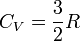 C_V = \frac{3}{2} R